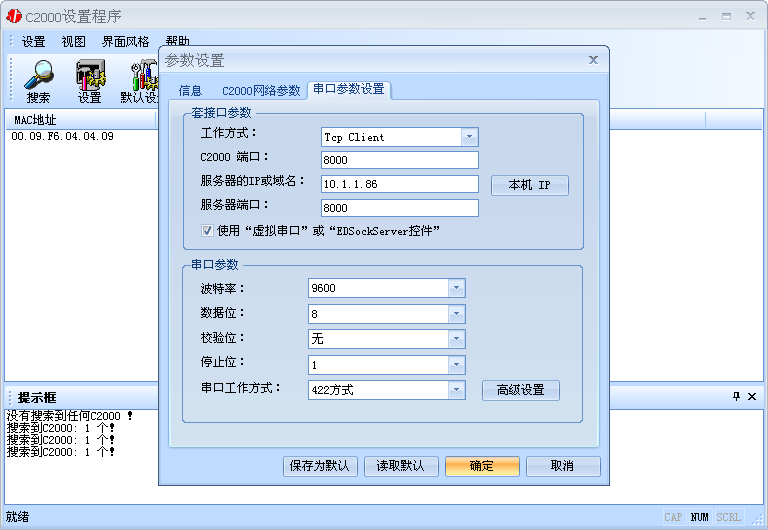 C2000设置程序
设置 视图 界面风格 帮助
搜索 设置 默认设
MAC地址
00.09.F6.04.04.09
参数设置
信息 C2000网络参数 串口参数设置
套接口参数
工作方式： Tcp Client
C2000 端口： 8000
服务器的IP或域名： 10.1.1.86 本机 IP
服务器端口： 8000
使用“虚拟串口”或“EDSockServer控件”
串口参数
波特率： 9600
数据位： 8
校验位： 无
停止位： 1
串口工作方式： 422方式 高级设置
保存为默认 读取默认 确定 取消
提示框
没有搜索到任何C2000 !
搜索到C2000: 1 个!
搜索到C2000: 1 个!
搜索到C2000: 1 个!
就绪 CAP NUM SCRL